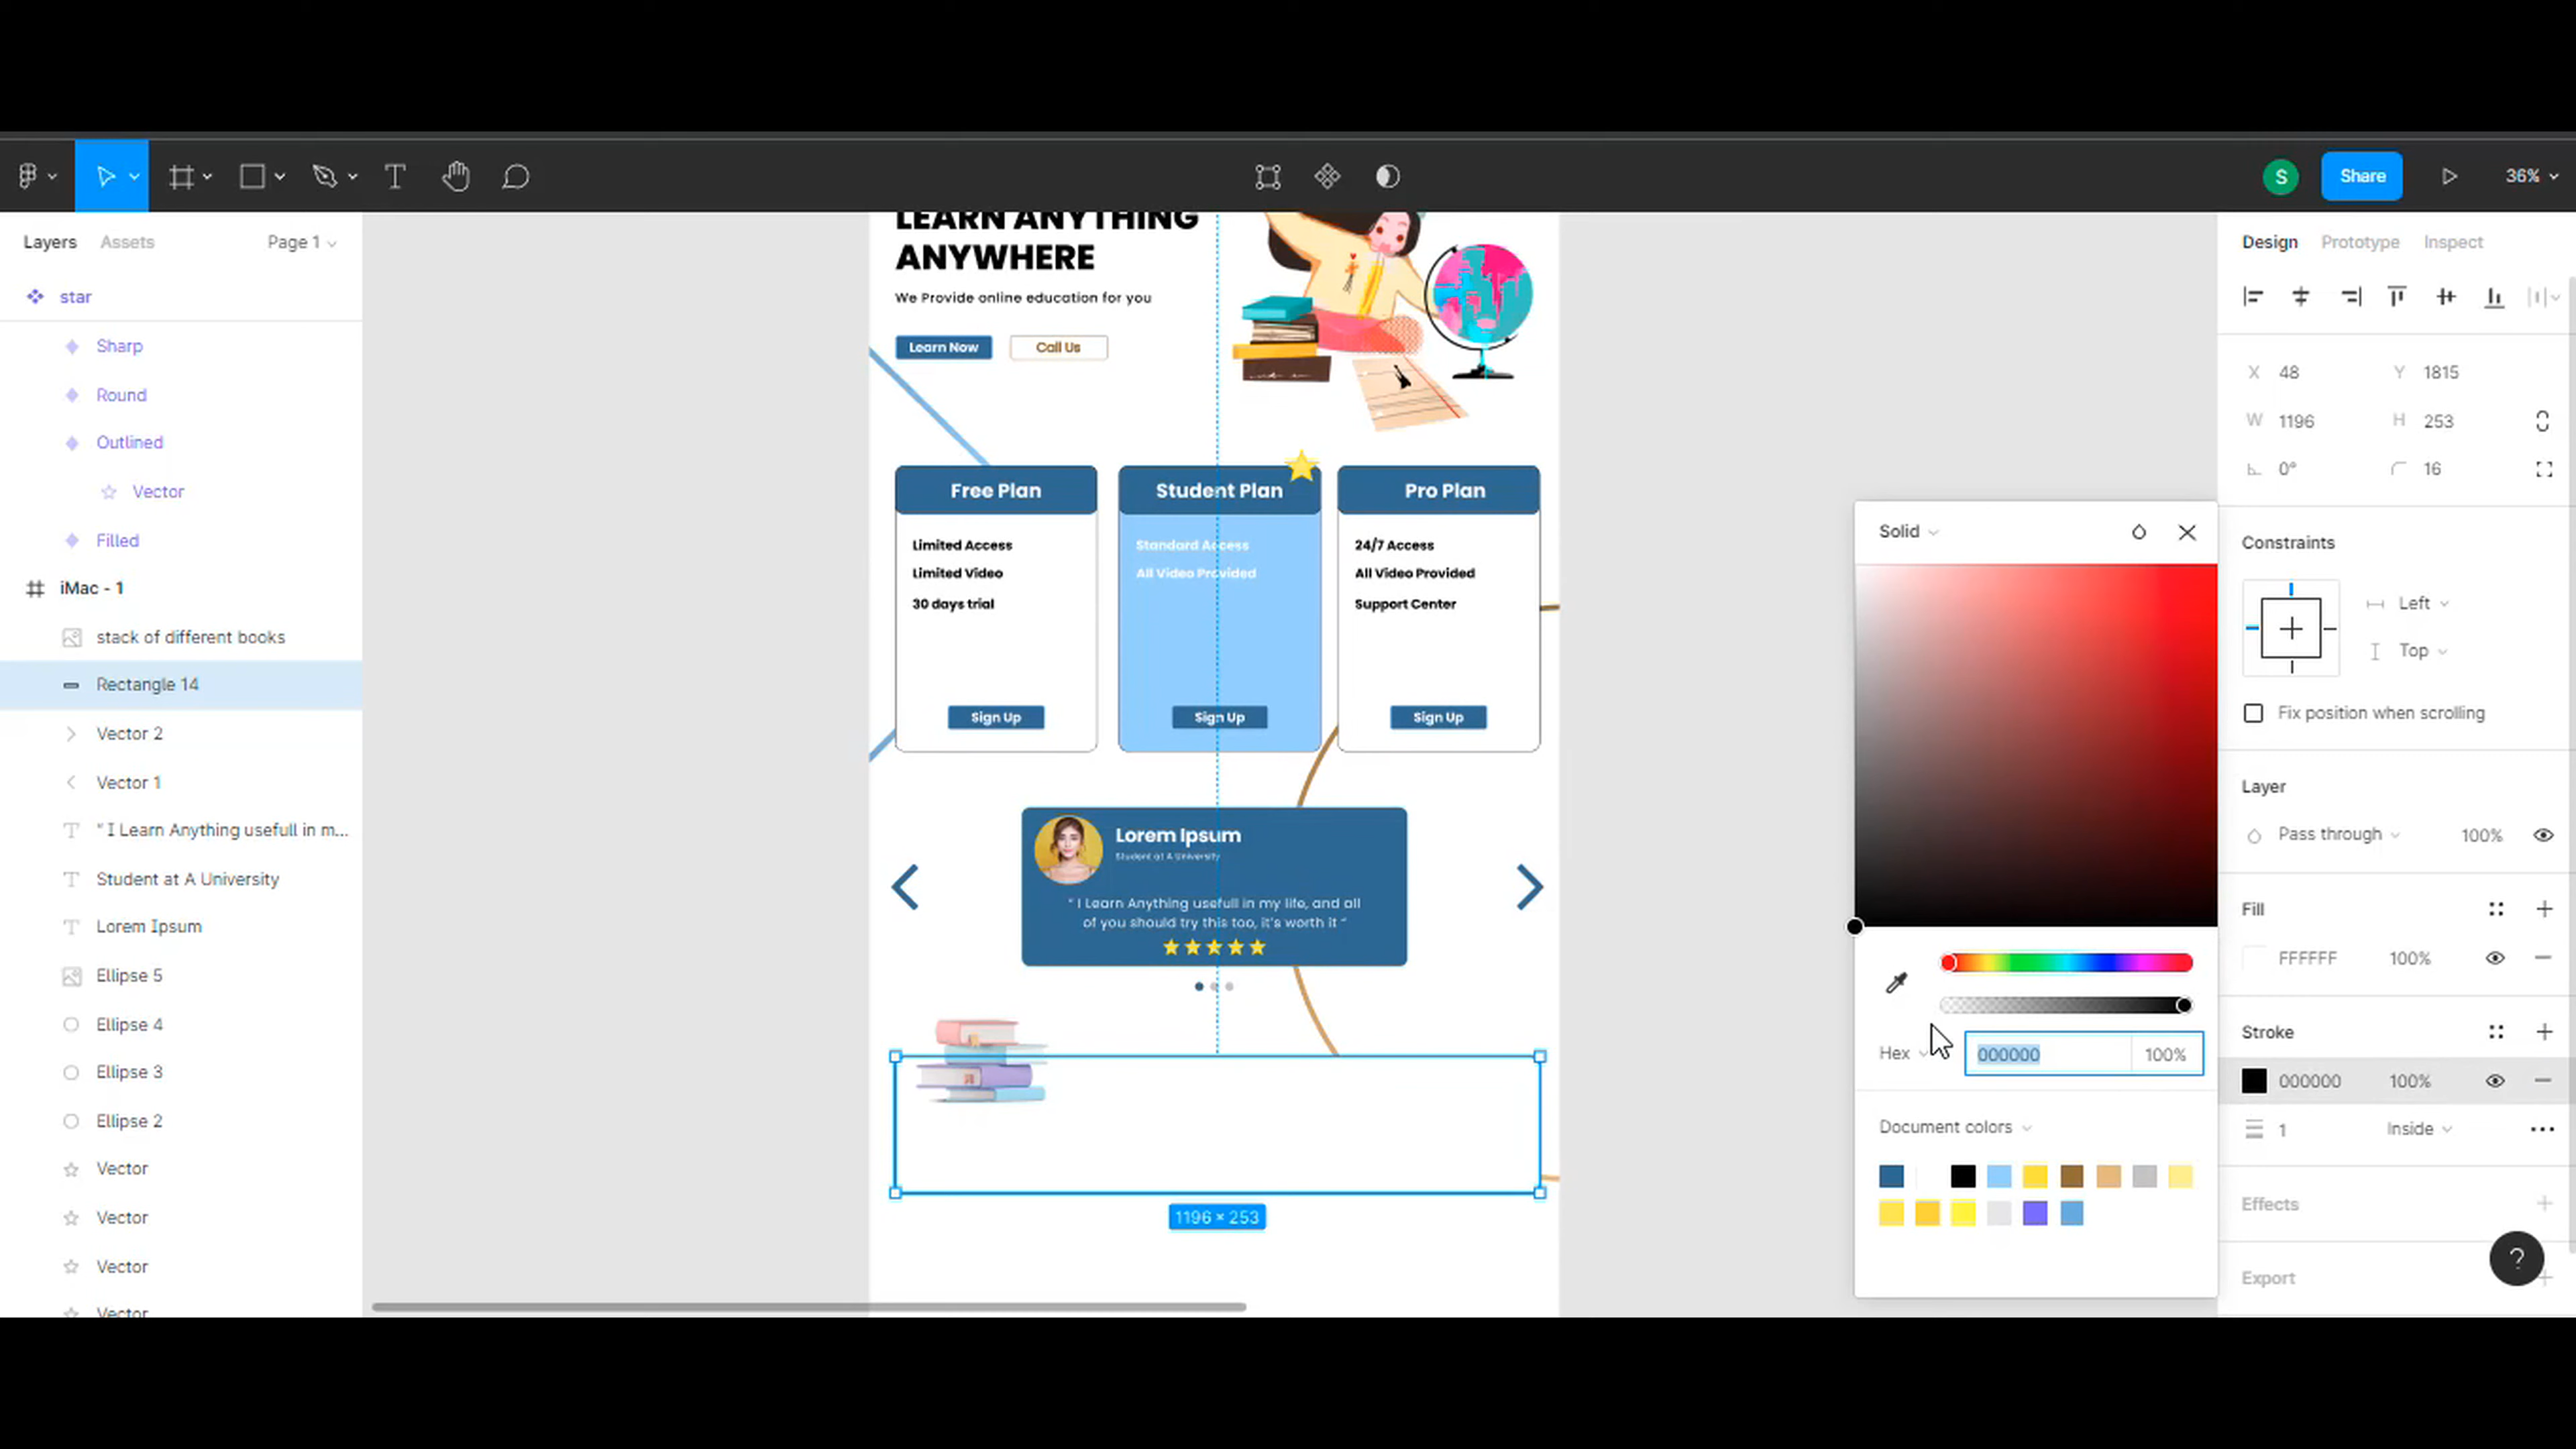 S
Share
36%
Layers
Assets
Page 1
star
Sharp
Round
Outlined
Vector
Filled
iMac - 1
stack of different books
Rectangle 14
Vector 2
Vector 1
" I Learn Anything usefull in m...
Student at A University
Lorem Ipsum
Ellipse 5
Ellipse 4
Ellipse 3
Ellipse 2
Vector
Vector
Vector
Vector
LEARN ANYTHING
ANYWHERE
We Provide online education for you
Learn Now
Call Us
Free Plan
Limited Access
Limited Video
30 days trial
Sign Up
Student Plan
Standard Access
All Video Provided
Sign Up
Pro Plan
24/7 Access
All Video Provided
Support Center
Sign Up
Lorem Ipsum
Student at A University
" I Learn Anything usefull in my life, and all
of you should try this too, it's worth it "
1196 × 253
Solid
Hex
000000
100%
Document colors
Design
Prototype
Inspect
X 48
Y 1815
W 1196
H 253
0°
16
Constraints
Left
Top
Fix position when scrolling
Layer
Pass through
100%
Fill
FFFFFF
100%
Stroke
000000
100%
1
Inside
Effects
Export
?